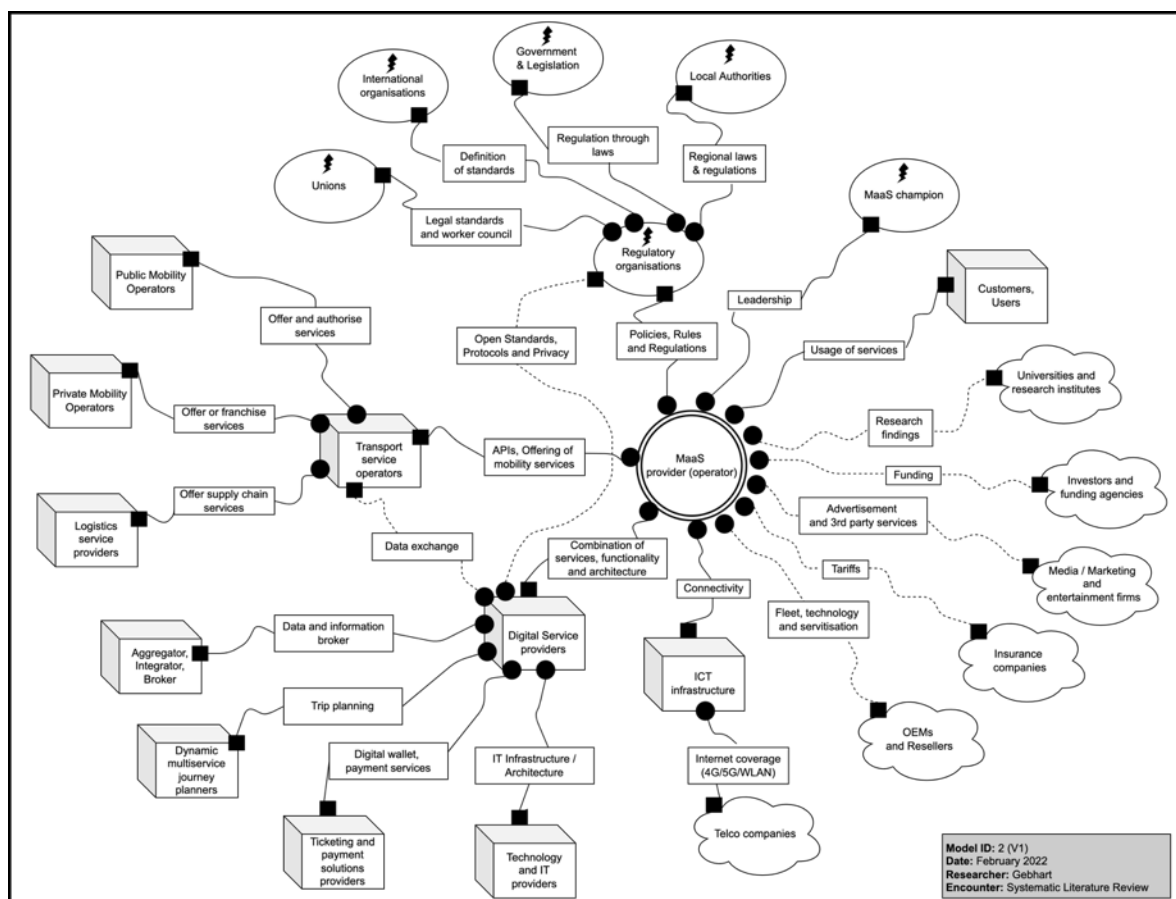 Government
& Legislation
International
organisations
Local Authorities
Regulation through
laws
Definition
of standards
Regional laws
& regulations
Unions
MaaS champion
Legal standards
and worker council
Regulatory
organisations
Public Mobility
Operators
Customers,
Users
Leadership
Offer and authorise
services
Open Standards,
Protocols and Privacy
Policies, Rules
and Regulations
Usage of services
Universities and
research institutes
Private Mobility
Operators
Offer or franchise
services
Research
findings
Transport
service operators
APIs, Offering of
mobility services
MaaS
provider (operator)
Funding
Investors and
funding agencies
Offer supply chain
services
Logistics
service providers
Advertisement
and 3rd party services
Data exchange
Combination of
services, functionality
and architecture
Tariffs
Media / Marketing
and
entertainment firms
Connectivity
Fleet, technology
and servitisation
Data and information
broker
Digital Service
providers
Aggregator,
Integrator,
Broker
Insurance
companies
ICT
infrastructure
Trip planning
OEMs
and Resellers
Dynamic
multiservice
journey
planners
Digital wallet,
payment services
IT Infrastructure /
Architecture
Internet coverage
(4G/5G/WLAN)
Telco companies
Ticketing and
payment
solutions
providers
Technology
and IT
providers
Model ID: 2 (V1)
Date: February 2022
Researcher: Gebhart
Encounter: Systematic Literature Review